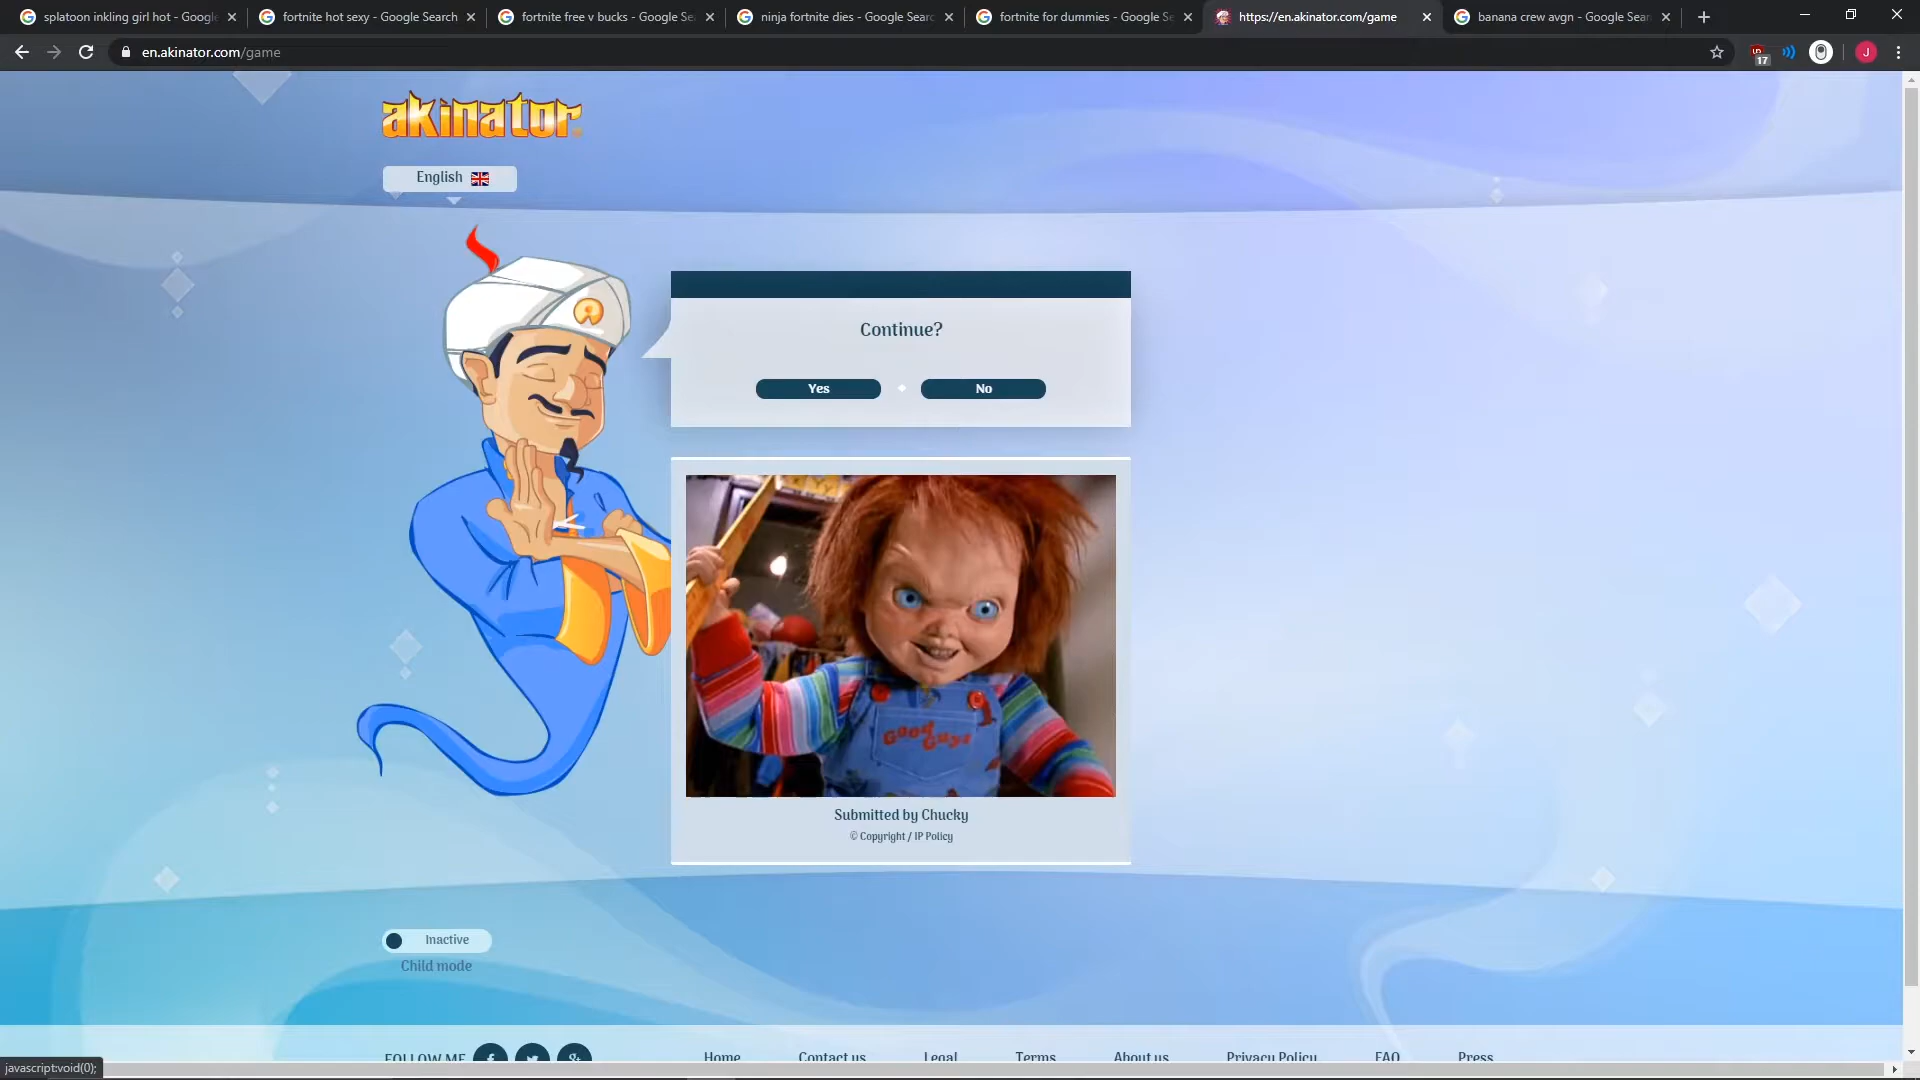 splatoon inkling girl hot - Google
fortnite hot sexy - Google Search
fortnite free v bucks - Google Se
ninja fortnite dies - Google Searc
fortnite for dummies - Google Se
https://en.akinator.com/game
banana crew avgn - Google Sear
en.akinator.com/game
17
J
akinator
English
Continue?
Yes
No
Good Guys
Submitted by Chucky
© Copyright / IP Policy
Inactive
Child mode
FOLLOW ME
Home
Contact us
Legal
Terms
About us
Privacy Policy
FAQ
Press
javascript:void(0);